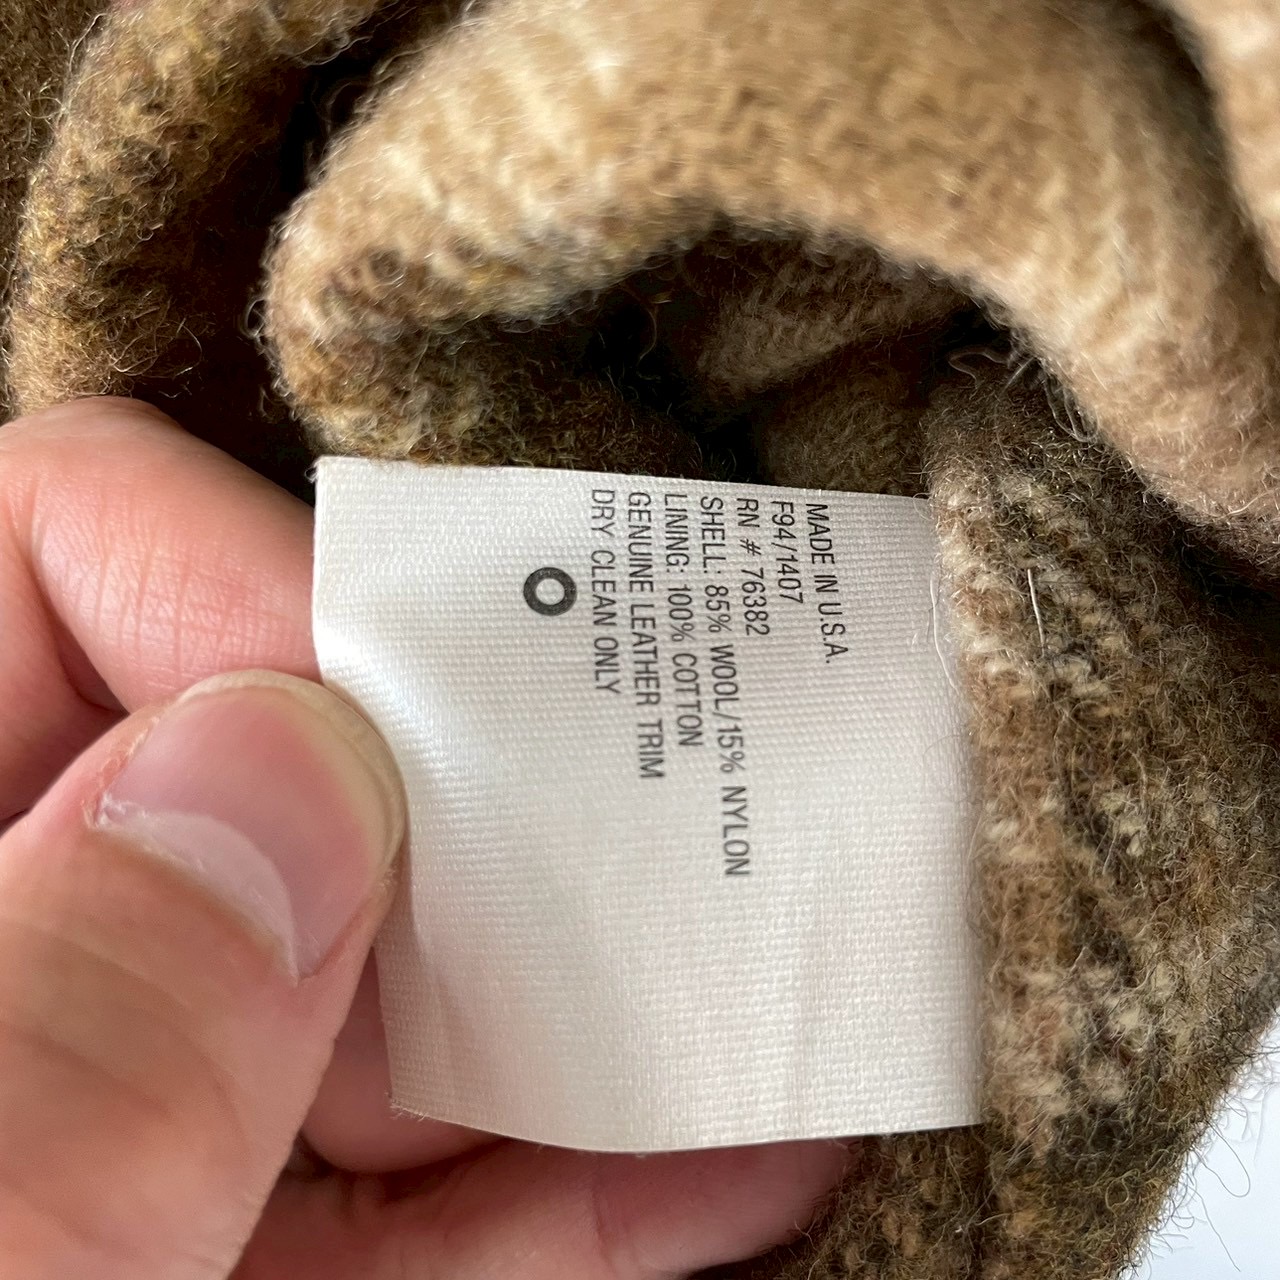 MADE IN U.S.A.
F94/1407
RN # 76382
SHELL: 85% WOOL/15% NYLON
LINING: 100% COTTON
GENUINE LEATHER TRIM
DRY CLEAN ONLY